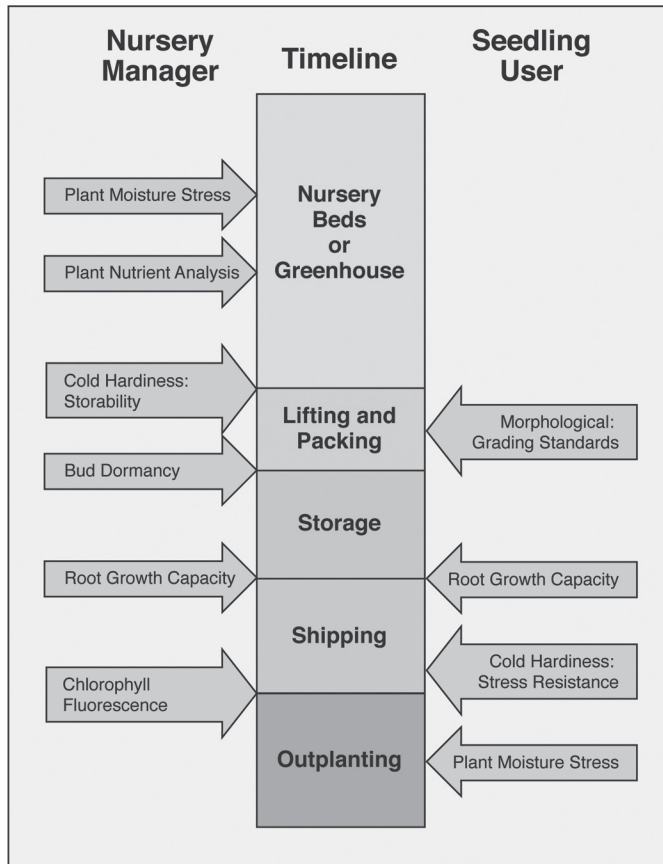 Nursery
Manager
Timeline
Seedling
User
Plant Moisture Stress
Nursery
Beds
or
Greenhouse
Plant Nutrient Analysis
Cold Hardiness:
Storability
Lifting and
Packing
Morphological:
Grading Standards
Bud Dormancy
Storage
Root Growth Capacity
Root Growth Capacity
Shipping
Cold Hardiness:
Stress Resistance
Chlorophyll
Fluorescence
Outplanting
Plant Moisture Stress